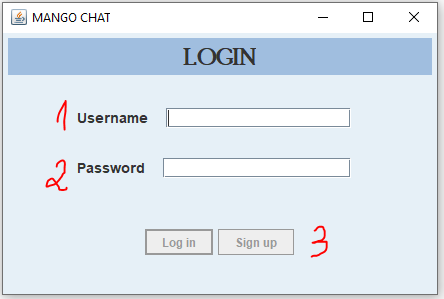 MANGO CHAT
LOGIN
1 Username
2 Password
Log in Sign up 3